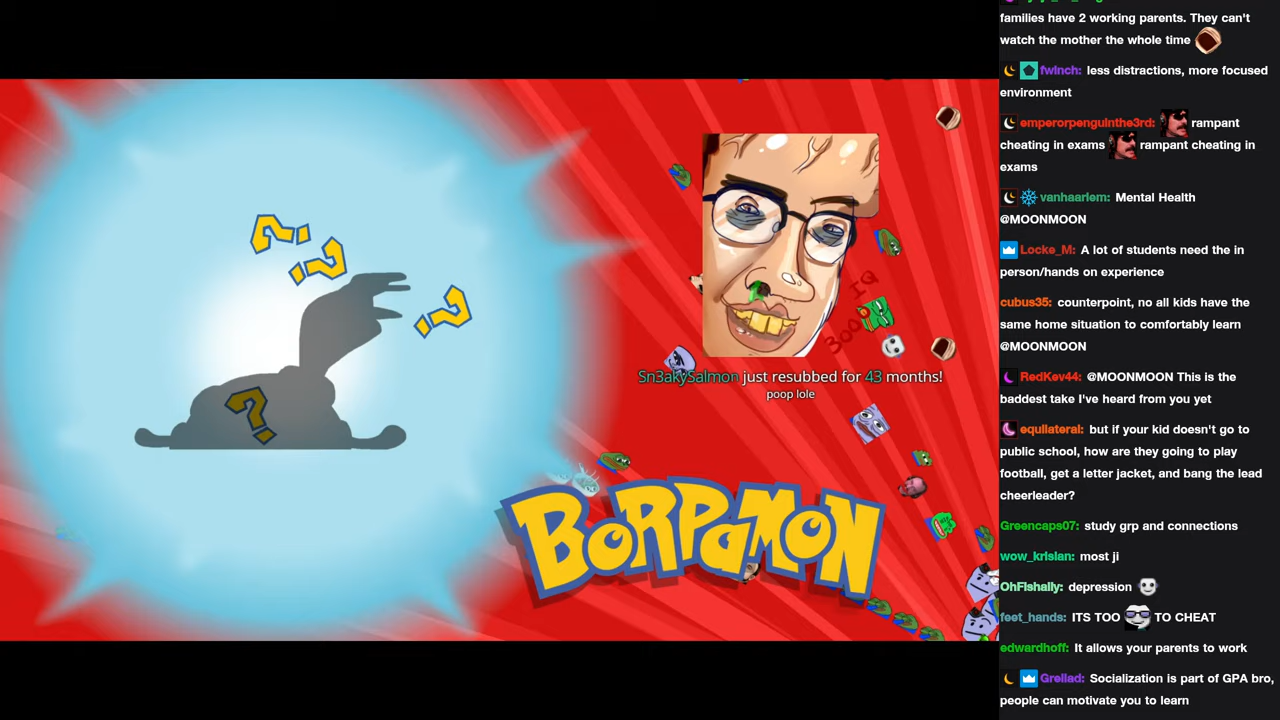 300 IQ
Sn3akySalmon just resubbed for 43 months!
poop lole
BORPAMON
families have 2 working parents. They can't
watch the mother the whole time
fwlnch: less distractions, more focused
environment
emperorpengulnthe3rd: rampant
cheating in exams rampant cheating in
exams
vanhaarlem: Mental Health
@MOONMOON
Locke_M: A lot of students need the in
person/hands on experience
cubus35: counterpoint, no all kids have the
same home situation to comfortably learn
@MOONMOON
RedKev44: @MOONMOON This is the
baddest take I've heard from you yet
equllateral: but if your kid doesn't go to
public school, how are they going to play
football, get a letter jacket, and bang the lead
cheerleader?
Greencaps07: study grp and connections
wow_krlslan: most ji
OhFlshally: depression
feet_hands: ITS TOO TO CHEAT
edwardhoff: It allows your parents to work
Grellad: Socialization is part of GPA bro,
people can motivate you to learn